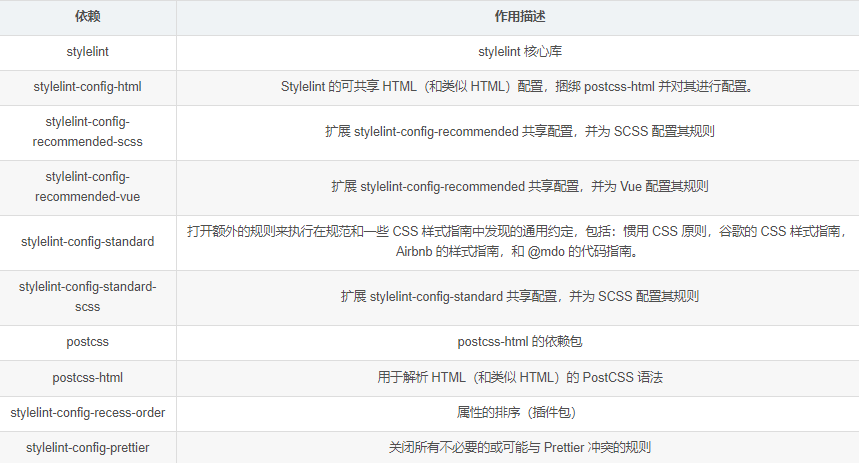 依赖 作用描述
stylelint stylelint 核心库
stylelint-config-html Stylelint 的可共享 HTML（和类似 HTML）配置，捆绑 postcss-html 并对其进行配置。
stylelint-config-
recommended-scss
扩展 stylelint-config-recommended 共享配置，并为 SCSS 配置其规则
stylelint-config-
recommended-vue
扩展 stylelint-config-recommended 共享配置，并为 Vue 配置其规则
stylelint-config-standard
打开额外的规则来执行在规范和一些 CSS 样式指南中发现的通用约定，包括：惯用 CSS 原则，谷歌的 CSS 样式指南，
Airbnb 的样式指南，和 @mdo 的代码指南。
stylelint-config-standard-
scss
扩展 stylelint-config-standard 共享配置，并为 SCSS 配置其规则
postcss postcss-html 的依赖包
postcss-html 用于解析 HTML（和类似 HTML）的 PostCSS 语法
stylelint-config-recess-order 属性的排序（插件包）
stylelint-config-prettier 关闭所有不必要的或可能与 Prettier 冲突的规则